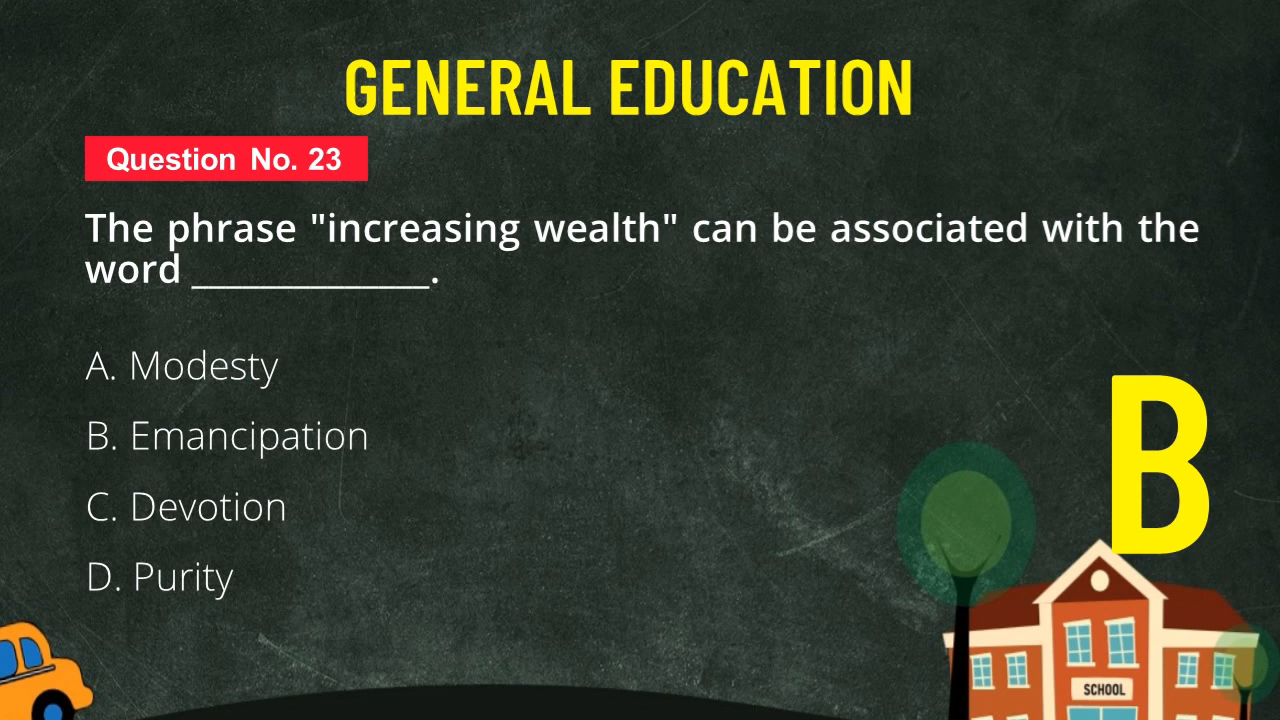 GENERAL EDUCATION
Question No. 23
The phrase "increasing wealth" can be associated with the
word ______________.
A. Modesty
B. Emancipation
C. Devotion
D. Purity
B
SCHOOL